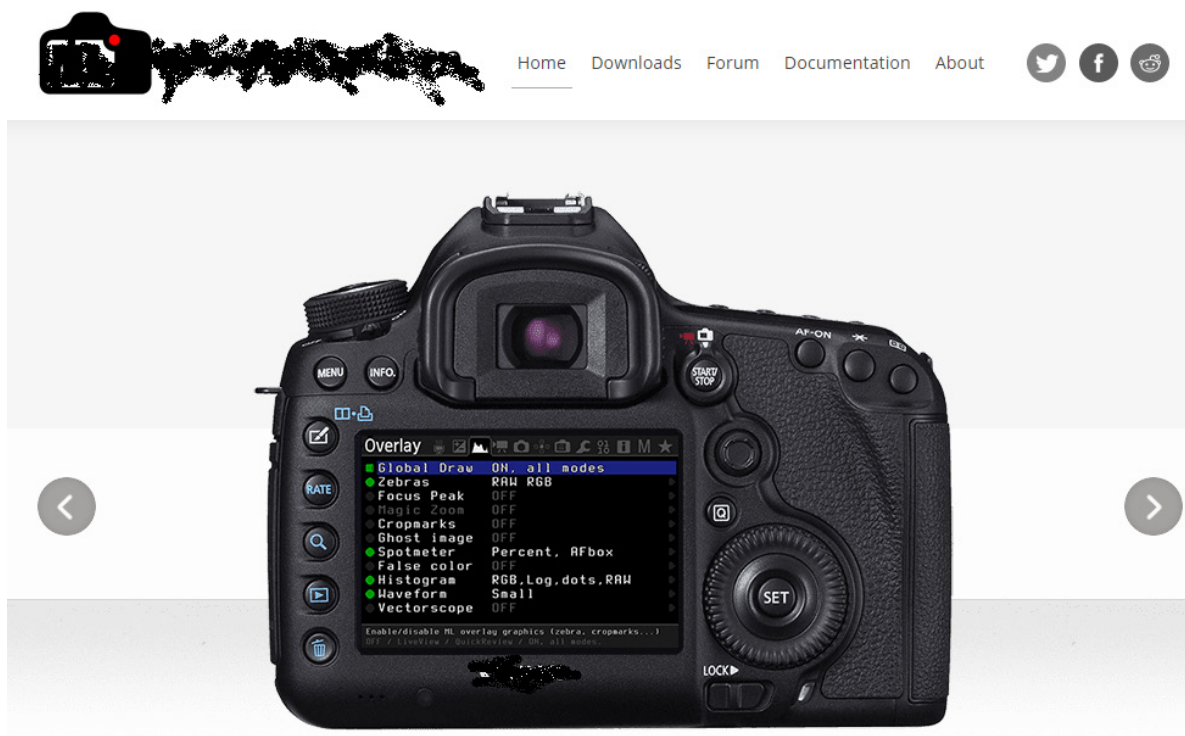 Home Downloads Forum Documentation About
AF-ON
MENU INFO.
START/
STOP
RATE
Overlay
Global Draw ON, all modes
Zebras RAW RGB
Focus Peak OFF
Magic Zoom OFF
Cropmarks OFF
Ghost image OFF
Spotmeter Percent, AFbox
False color OFF
Histogram RGB,Log,dots,RAW
Waveform Small
Vectorscope OFF
Enable/disable ML overlay graphics (zebra, cropmarks...)
OFF / LiveView / QuickReview / ON, all modes.
Q
SET
LOCK